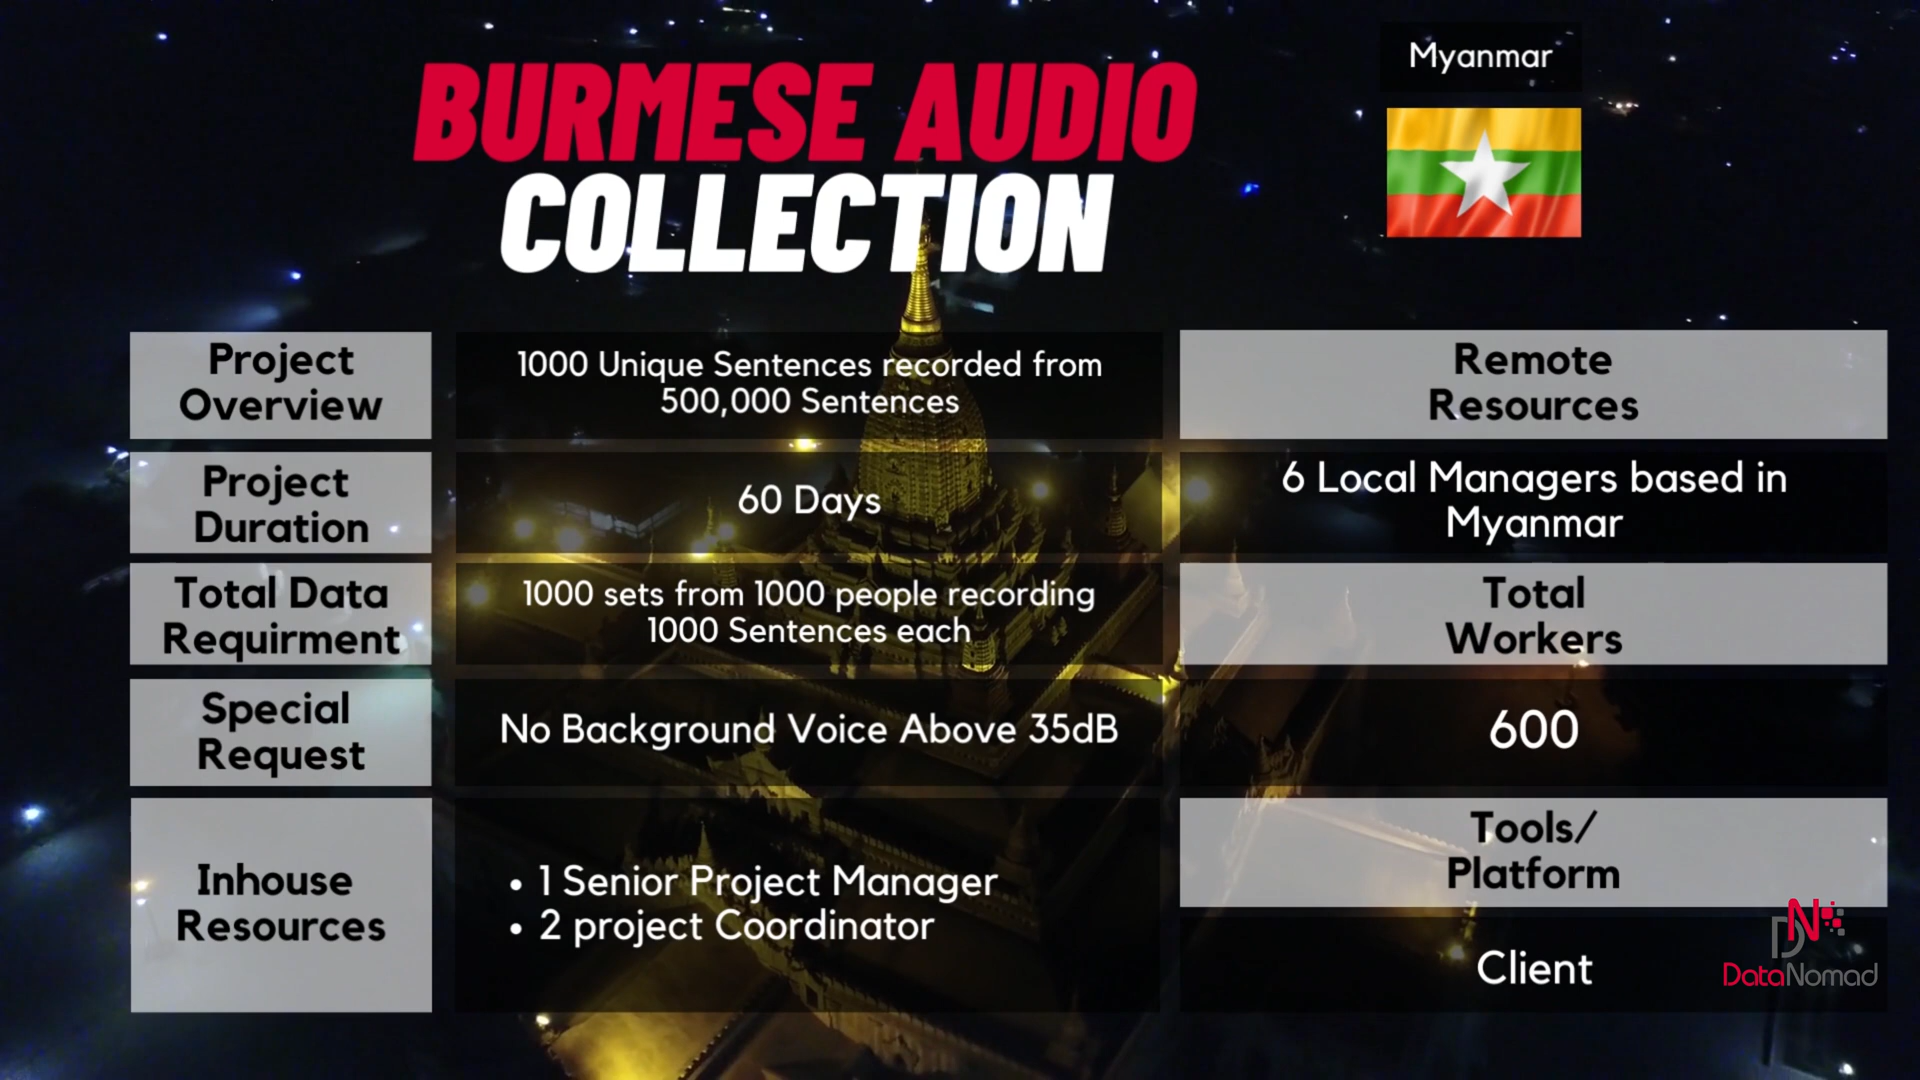 Myanmar
BURMESE AUDIO
COLLECTION
Project
Overview
1000 Unique Sentences recorded from
500,000 Sentences
Remote
Resources
Project
Duration
60 Days
6 Local Managers based in
Myanmar
Total Data
Requirment
1000 sets from 1000 people recording
1000 Sentences each
Total
Workers
Special
Request
No Background Voice Above 35dB
600
Inhouse
Resources
• 1 Senior Project Manager
• 2 project Coordinator
Tools/
Platform
Client
DN
DataNomad